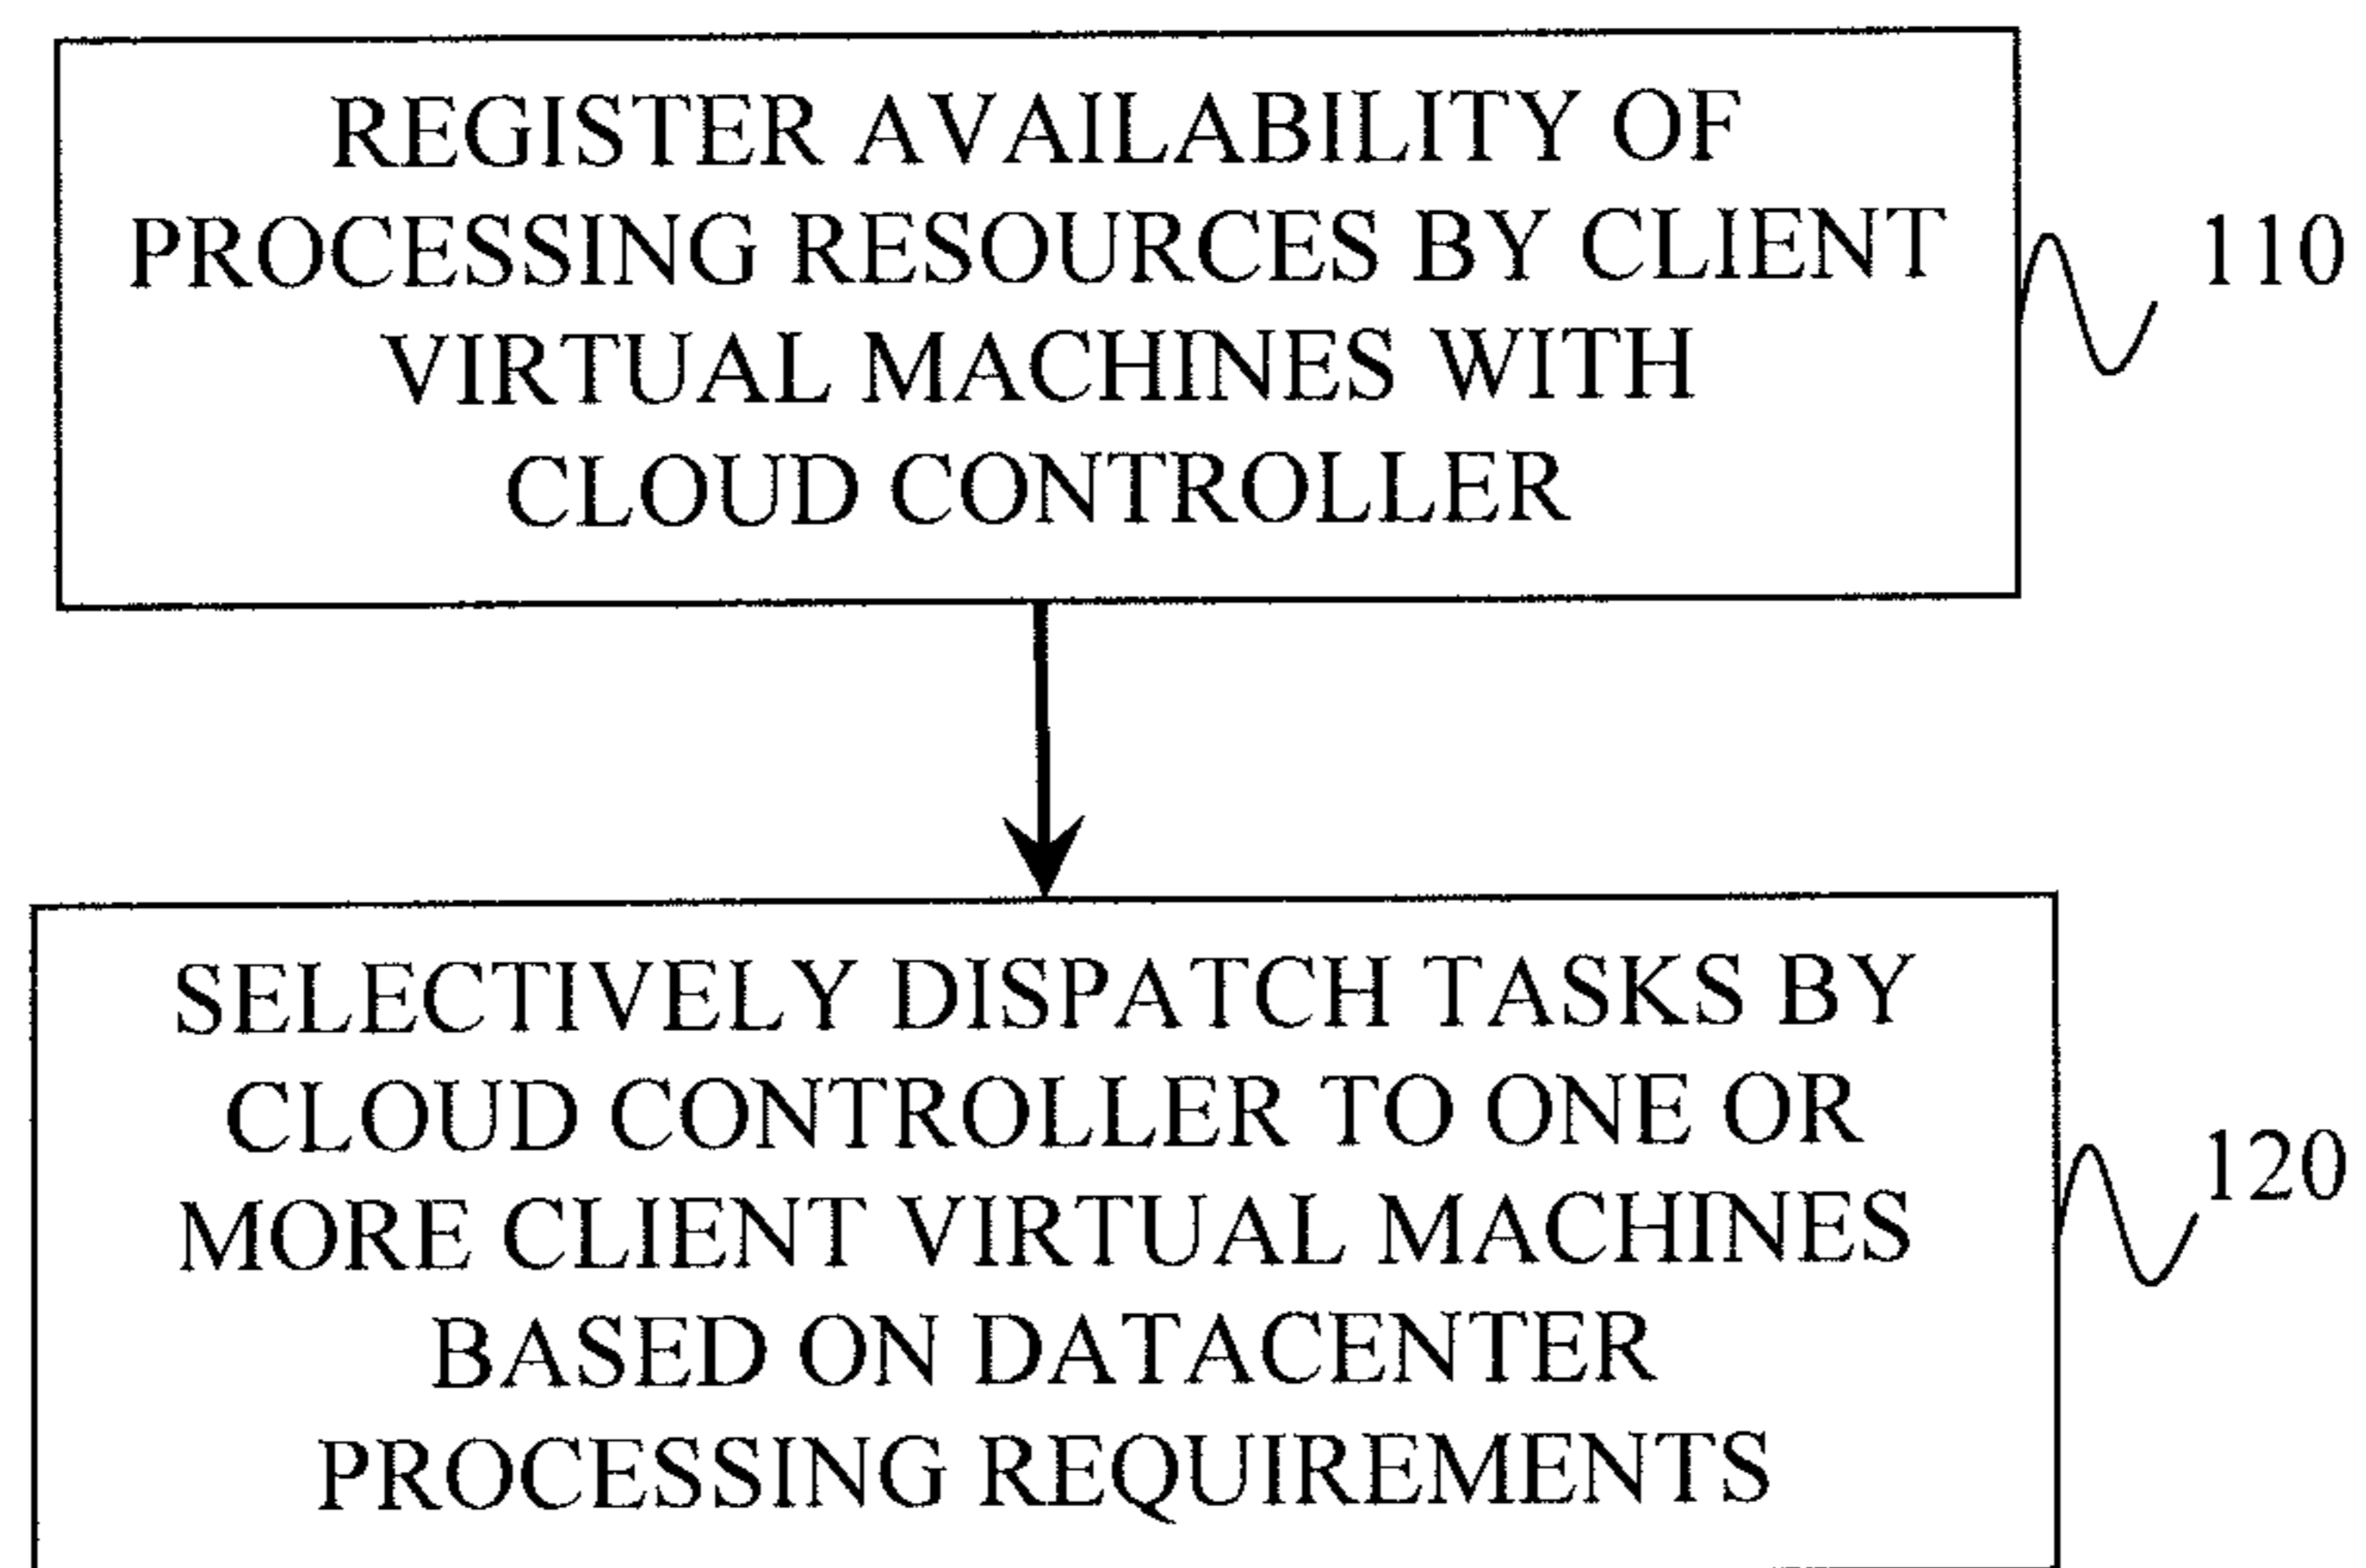 REGISTER AVAILABILITY OF
PROCESSING RESOURCES BY CLIENT
VIRTUAL MACHINES WITH
CLOUD CONTROLLER
110
SELECTIVELY DISPATCH TASKS BY
CLOUD CONTROLLER TO ONE OR
MORE CLIENT VIRTUAL MACHINES
BASED ON DATACENTER
PROCESSING REQUIREMENTS
120